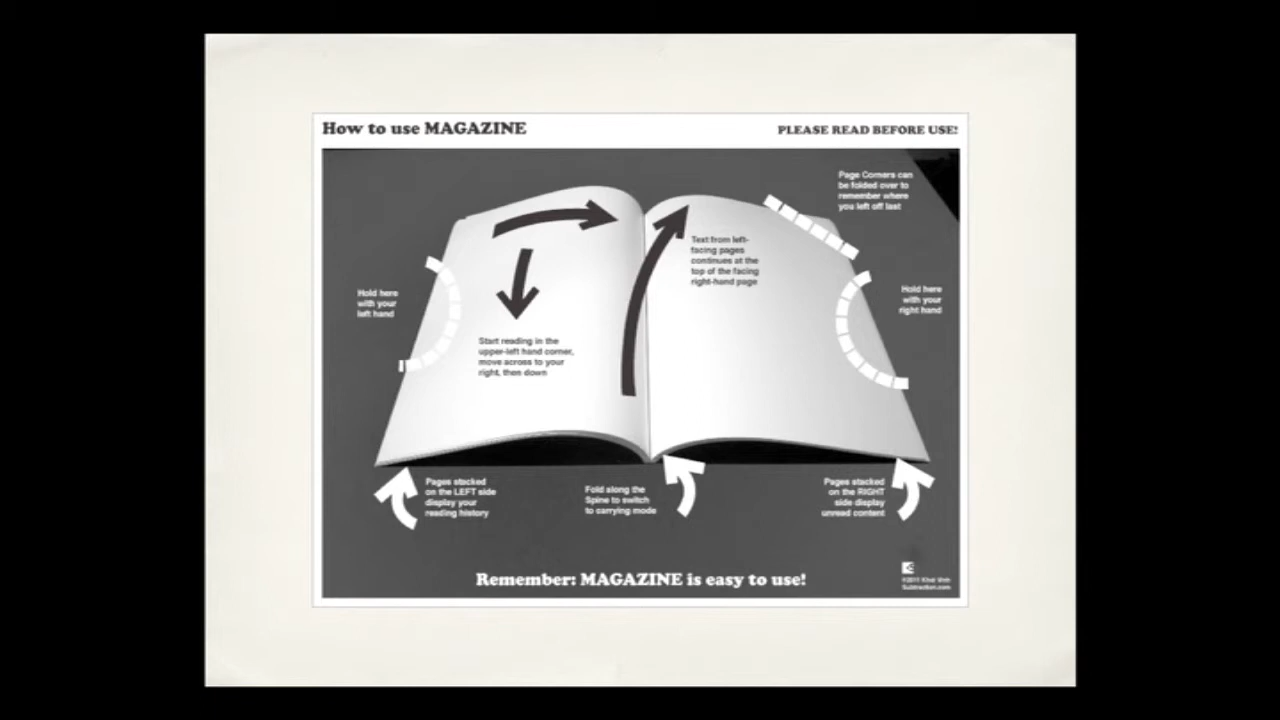 How to use MAGAZINE
PLEASE READ BEFORE USE!
Page Corners can
be folded over to
remember where
you left off last
Text from left-
facing pages
continues at the
top of the facing
right-hand page
Hold here
with your
left hand
Hold here
with your
right hand
Start reading in the
upper-left hand corner,
move across to your
right, then down
Pages stacked
on the LEFT side
display your
reading history
Fold along the
Spine to switch
to carrying mode
Pages stacked
on the RIGHT
side display
unread content
Remember: MAGAZINE is easy to use!
©2011 Khoi Vinh
Subtraction.com